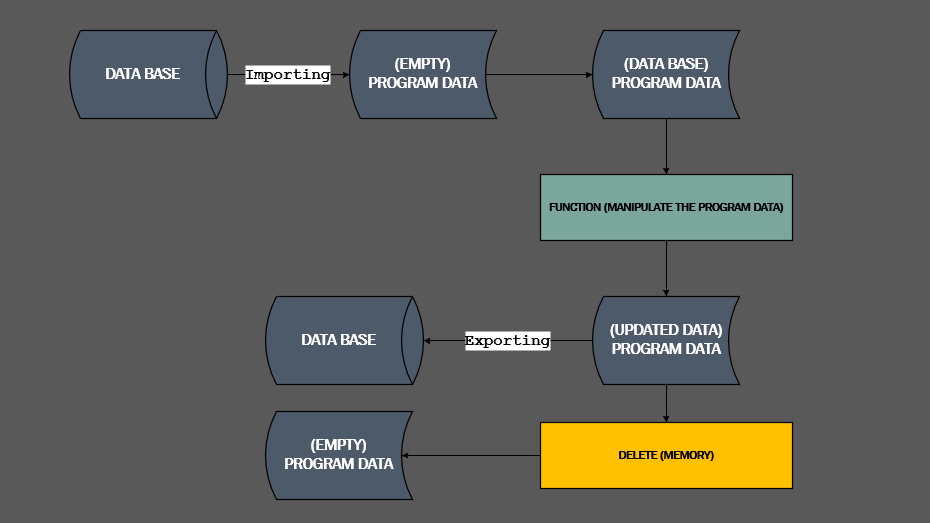 DATA BASE
Importing
(EMPTY)
PROGRAM DATA
(DATA BASE)
PROGRAM DATA
FUNCTION (MANIPULATE THE PROGRAM DATA)
DATA BASE
Exporting
(UPDATED DATA)
PROGRAM DATA
(EMPTY)
PROGRAM DATA
DELETE (MEMORY)